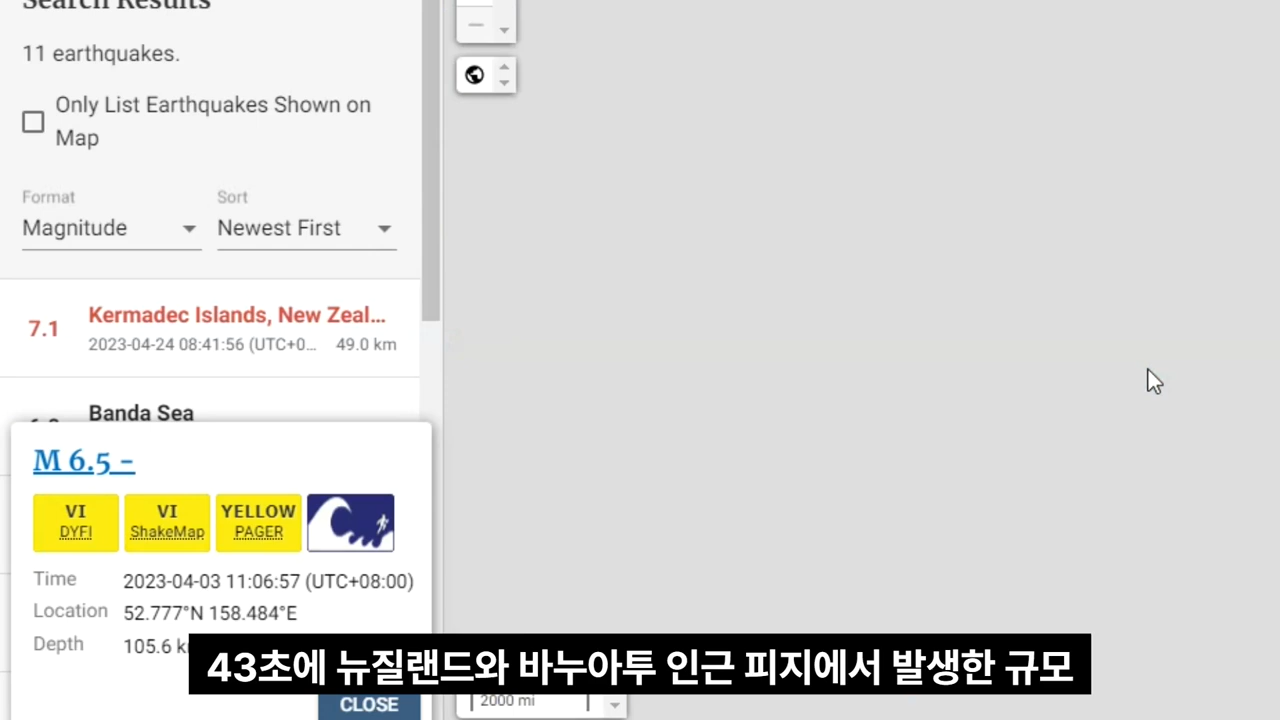 Search Results
11 earthquakes.
Only List Earthquakes Shown on
Map
Format
Sort
Magnitude
Newest First
7.1
Kermadec Islands, New Zeal...
2023-04-24 08:41:56 (UTC+0... 49.0 km
Banda Sea
M 6.5 -
VI
DYFI
VI
ShakeMap
YELLOW
PAGER
Time 2023-04-03 11:06:57 (UTC+08:00)
Location 52.777°N 158.484°E
Depth 105.6
43초에 뉴질랜드와 바누아투 인근 피지에서 발생한 규모
CLOSE
2000 mi